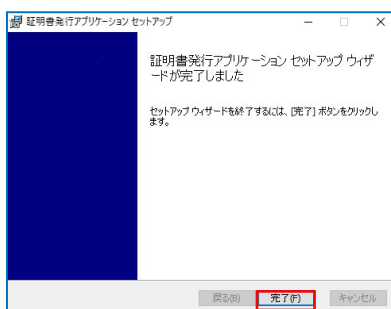 証明書発行アプリケーション セットアップ
証明書発行アプリケーション セットアップ ウィザ
ードが完了しました
セットアップ ウィザードを終了するには、[完了] ボタンをクリックし
ます。
戻る(B)
完了(F)
キャンセル